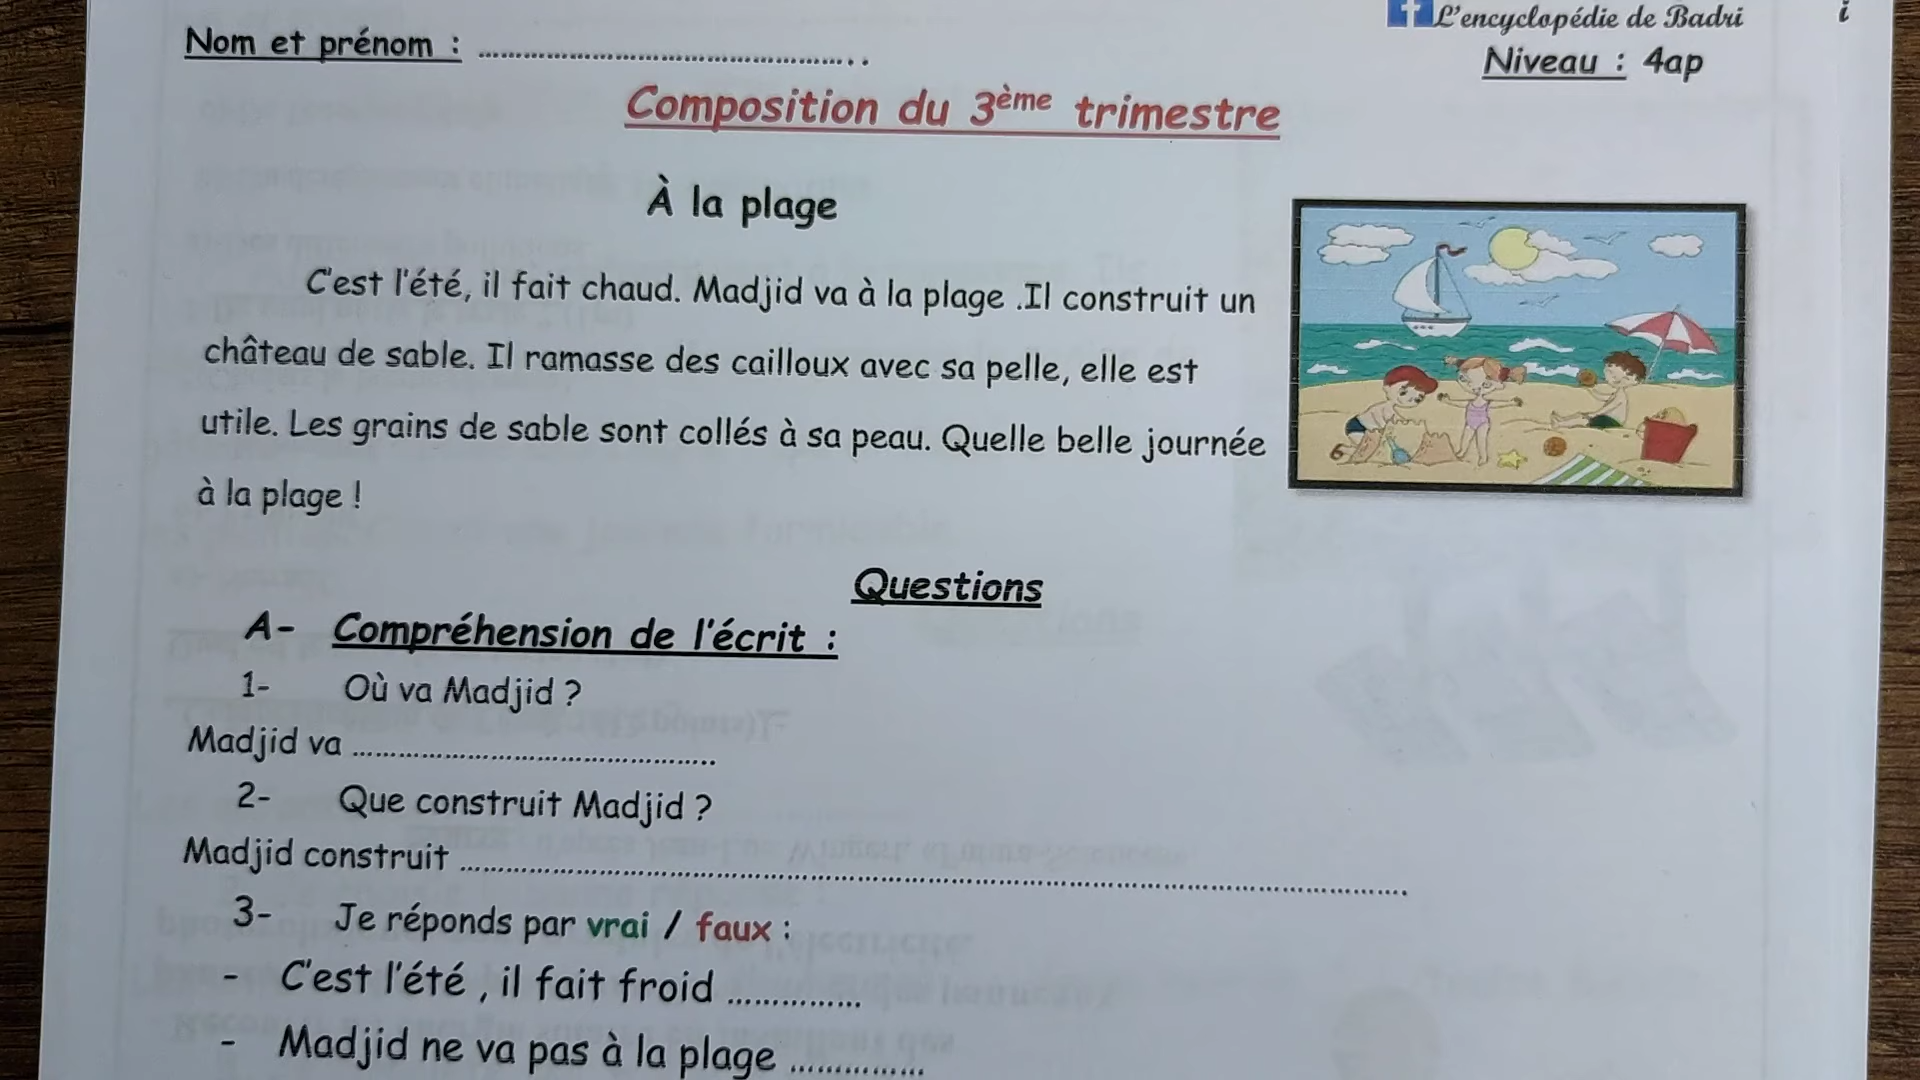 L'encyclopédie de Badri
Nom et prénom : ........................................................
Niveau : 4ap
Composition du 3ème trimestre
À la plage
C'est l'été, il fait chaud. Madjid va à la plage .Il construit un
château de sable. Il ramasse des cailloux avec sa pelle, elle est
utile. Les grains de sable sont collés à sa peau. Quelle belle journée
à la plage !
Questions
A- Compréhension de l'écrit :
1- Où va Madjid ?
Madjid va ....................................................
2- Que construit Madjid ?
Madjid construit ........................................................................................................................................
3- Je réponds par vrai / faux :
- C'est l'été , il fait froid ...............
- Madjid ne va pas à la plage ...............